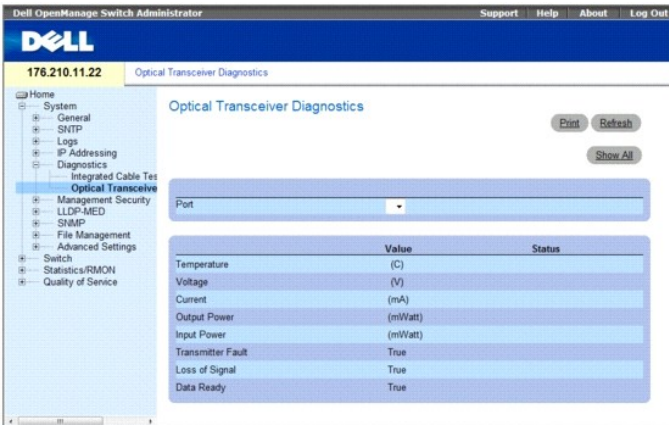 Dell OpenManage Switch Administrator Support Help About Log Out
DELL
176.210.11.22 Optical Transceiver Diagnostics
Home
System
General
SNTP
Logs
IP Addressing
Diagnostics
Integrated Cable Tes
Optical Transceive
Management Security
LLDP-MED
SNMP
File Management
Advanced Settings
Switch
Statistics/RMON
Quality of Service
Optical Transceiver Diagnostics
Print Refresh
Show All
Port
Value Status
Temperature (C)
Voltage (V)
Current (mA)
Output Power (mWatt)
Input Power (mWatt)
Transmitter Fault True
Loss of Signal True
Data Ready True